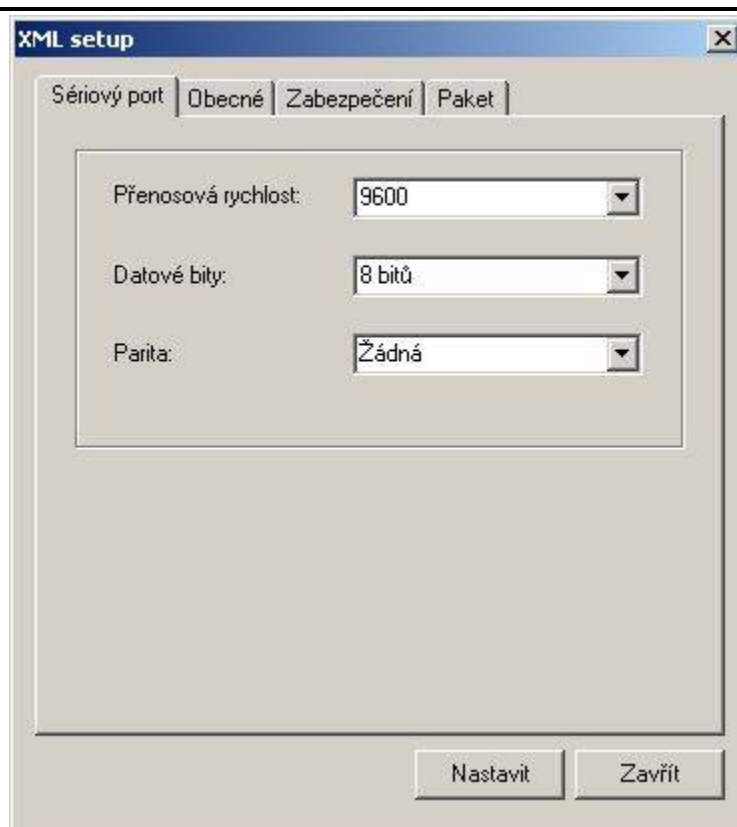 XML setup
Sériový port Obecné Zabezpečení Paket
Přenosová rychlost: 9600
Datové bity: 8 bitů
Parita: Žádná
Nastavit Zavřít